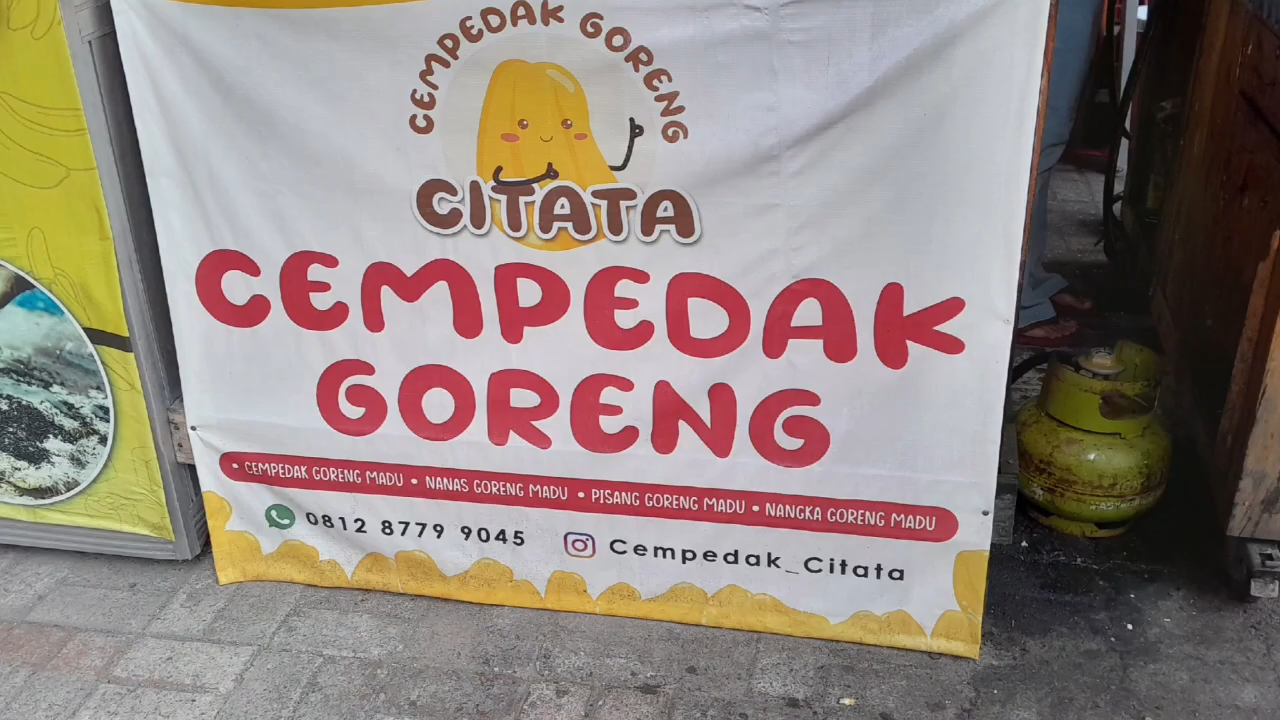 CEMPEDAK GORENG
CITATA
CEMPEDAK
GORENG
• CEMPEDAK GORENG MADU • NANAS GORENG MADU • PISANG GORENG MADU • NANGKA GORENG MADU
0812 8779 9045 Cempedak_Citata